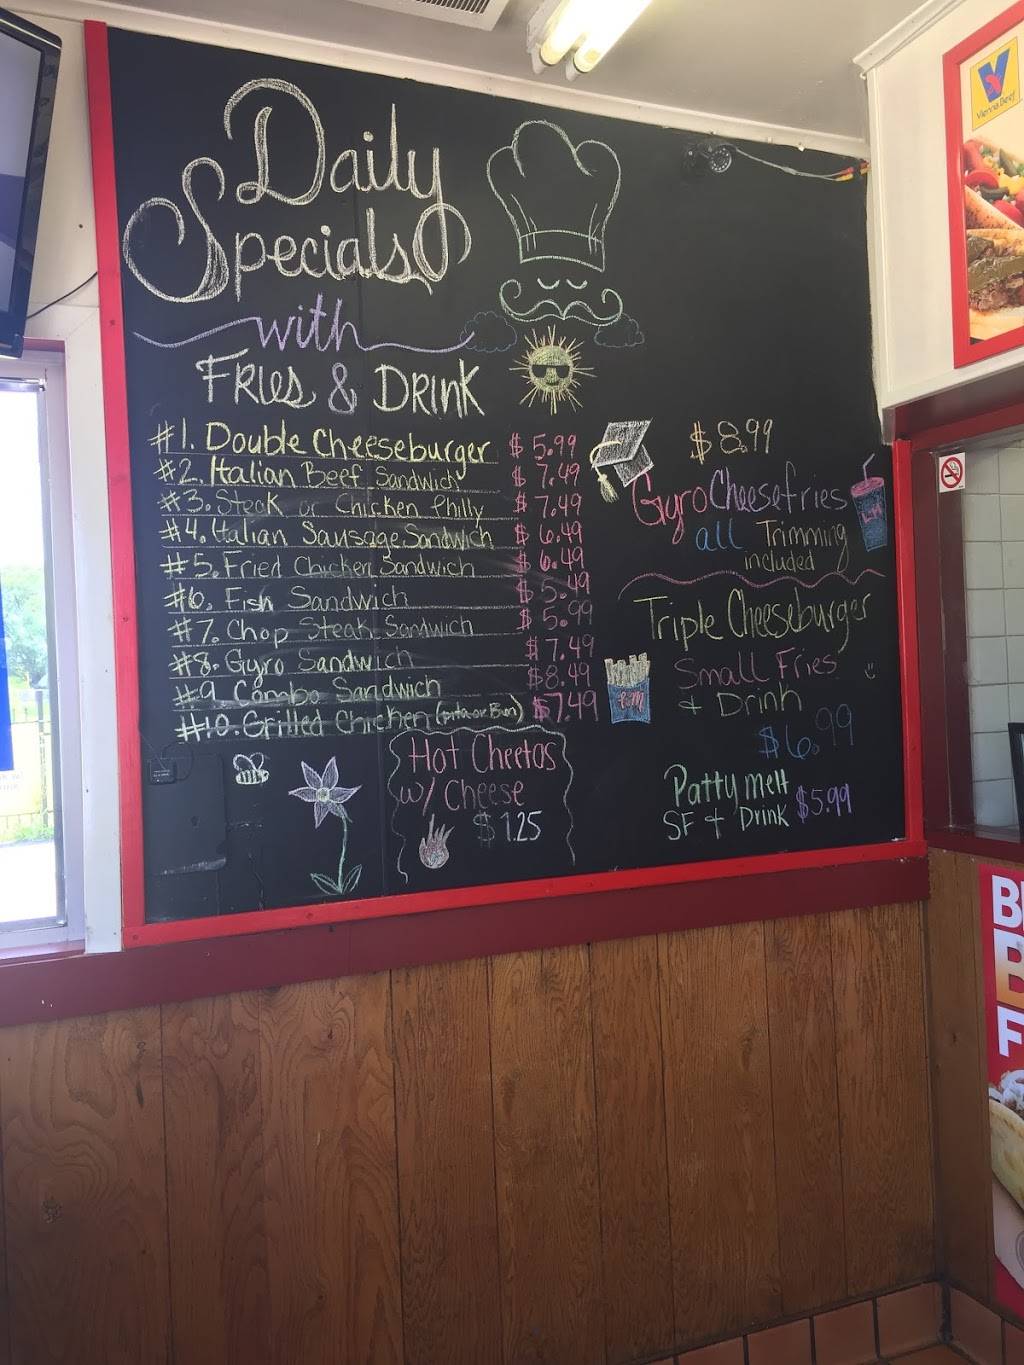 Daily
Specials
with
Fries & Drink
#1. Double Cheeseburger $5.99
#2. Italian Beef Sandwich $7.49
#3. Steak or Chicken Philly $7.49
#4. Italian Sausage Sandwich $6.49
#5. Fried Chicken Sandwich $6.49
#6. Fish Sandwich $5.49
#7. Chop Steak Sandwich $5.99
#8. Gyro Sandwich $7.49
#9. Combo Sandwich $8.49
#10. Grilled Chicken (pita or Bun) $7.49
Hot Cheetos
w/ Cheese
$1.25
$8.99
Gyro Cheesefries
all Trimming
included
Triple Cheeseburger
Small Fries
& Drink
$6.99
Patty melt
SF & Drink $5.99
V
Vienna Beef